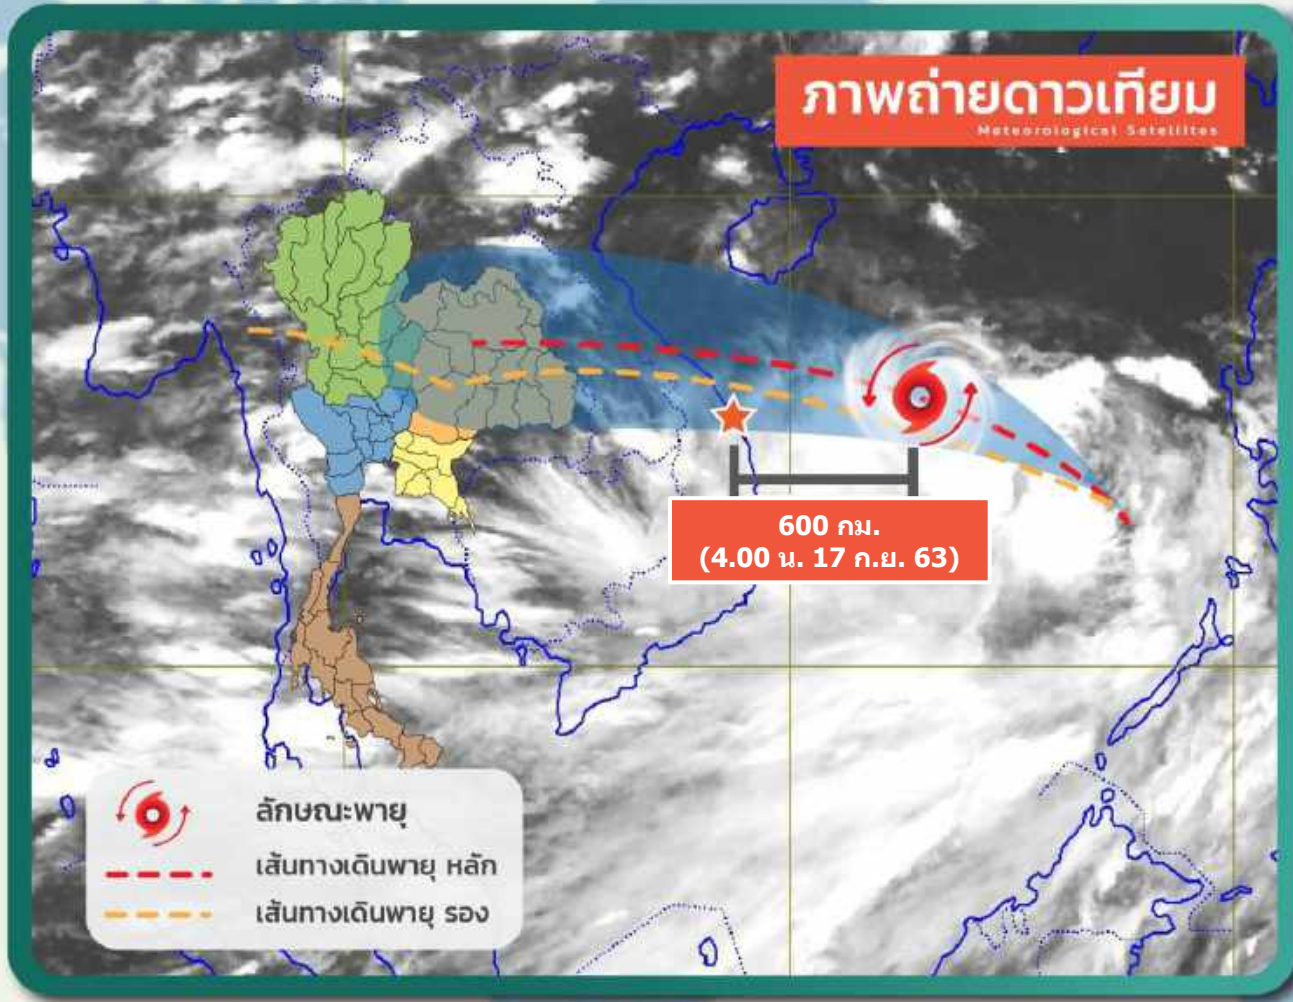 ภาพถ่ายดาวเทียม
Meteorological Satellites
600 กม.
(4.00 น. 17 ก.ย. 63)
ลักษณะพายุ
เส้นทางเดินพายุ หลัก
เส้นทางเดินพายุ รอง